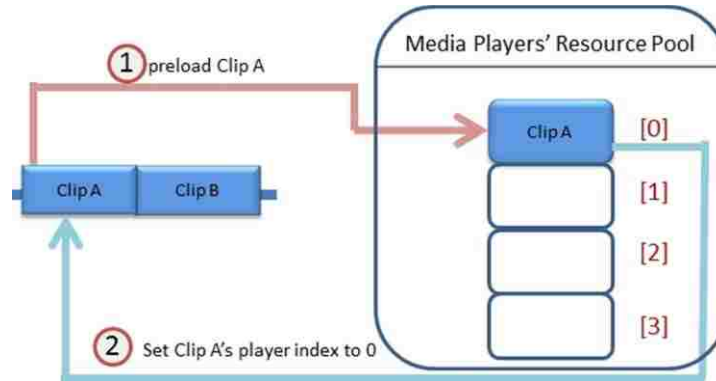 Media Players' Resource Pool
1 preload Clip A
Clip A [0]
Clip A Clip B
[1]
[2]
[3]
2 Set Clip A's player index to 0